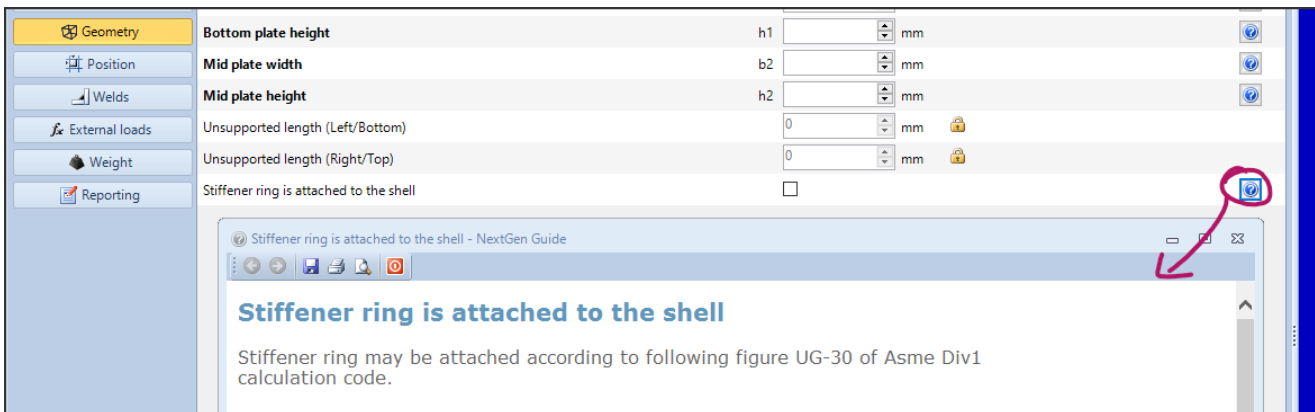 Geometry
Bottom plate height h1 mm
Position
Mid plate width b2 mm
Welds
Mid plate height h2 mm
fx External loads
Unsupported length (Left/Bottom) 0 mm
Weight
Unsupported length (Right/Top) 0 mm
Reporting
Stiffener ring is attached to the shell
Stiffener ring is attached to the shell - NextGen Guide
Stiffener ring is attached to the shell
Stiffener ring may be attached according to following figure UG-30 of Asme Div1
calculation code.